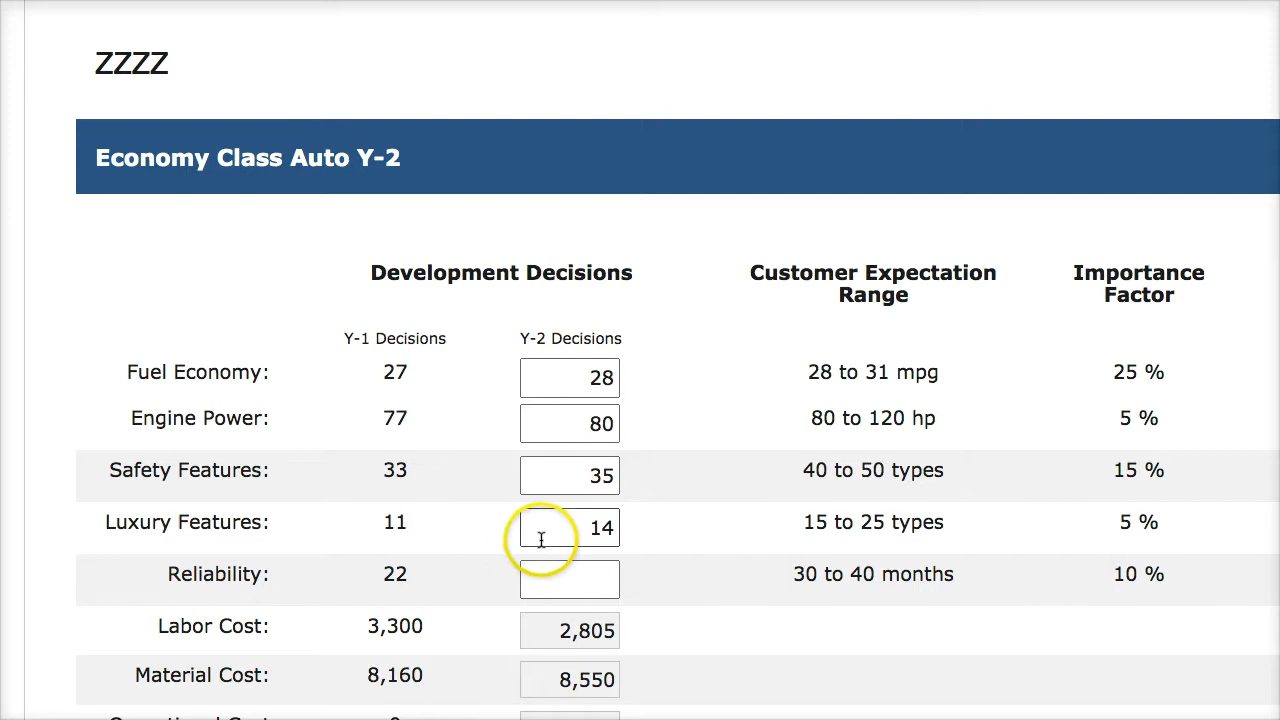 ZZZZ
Economy Class Auto Y-2
Development Decisions
Customer Expectation
Range
Importance
Factor
Y-1 Decisions Y-2 Decisions
Fuel Economy: 27 28 28 to 31 mpg 25 %
Engine Power: 77 80 80 to 120 hp 5 %
Safety Features: 33 35 40 to 50 types 15 %
Luxury Features: 11 14 15 to 25 types 5 %
Reliability: 22 30 to 40 months 10 %
Labor Cost: 3,300 2,805
Material Cost: 8,160 8,550